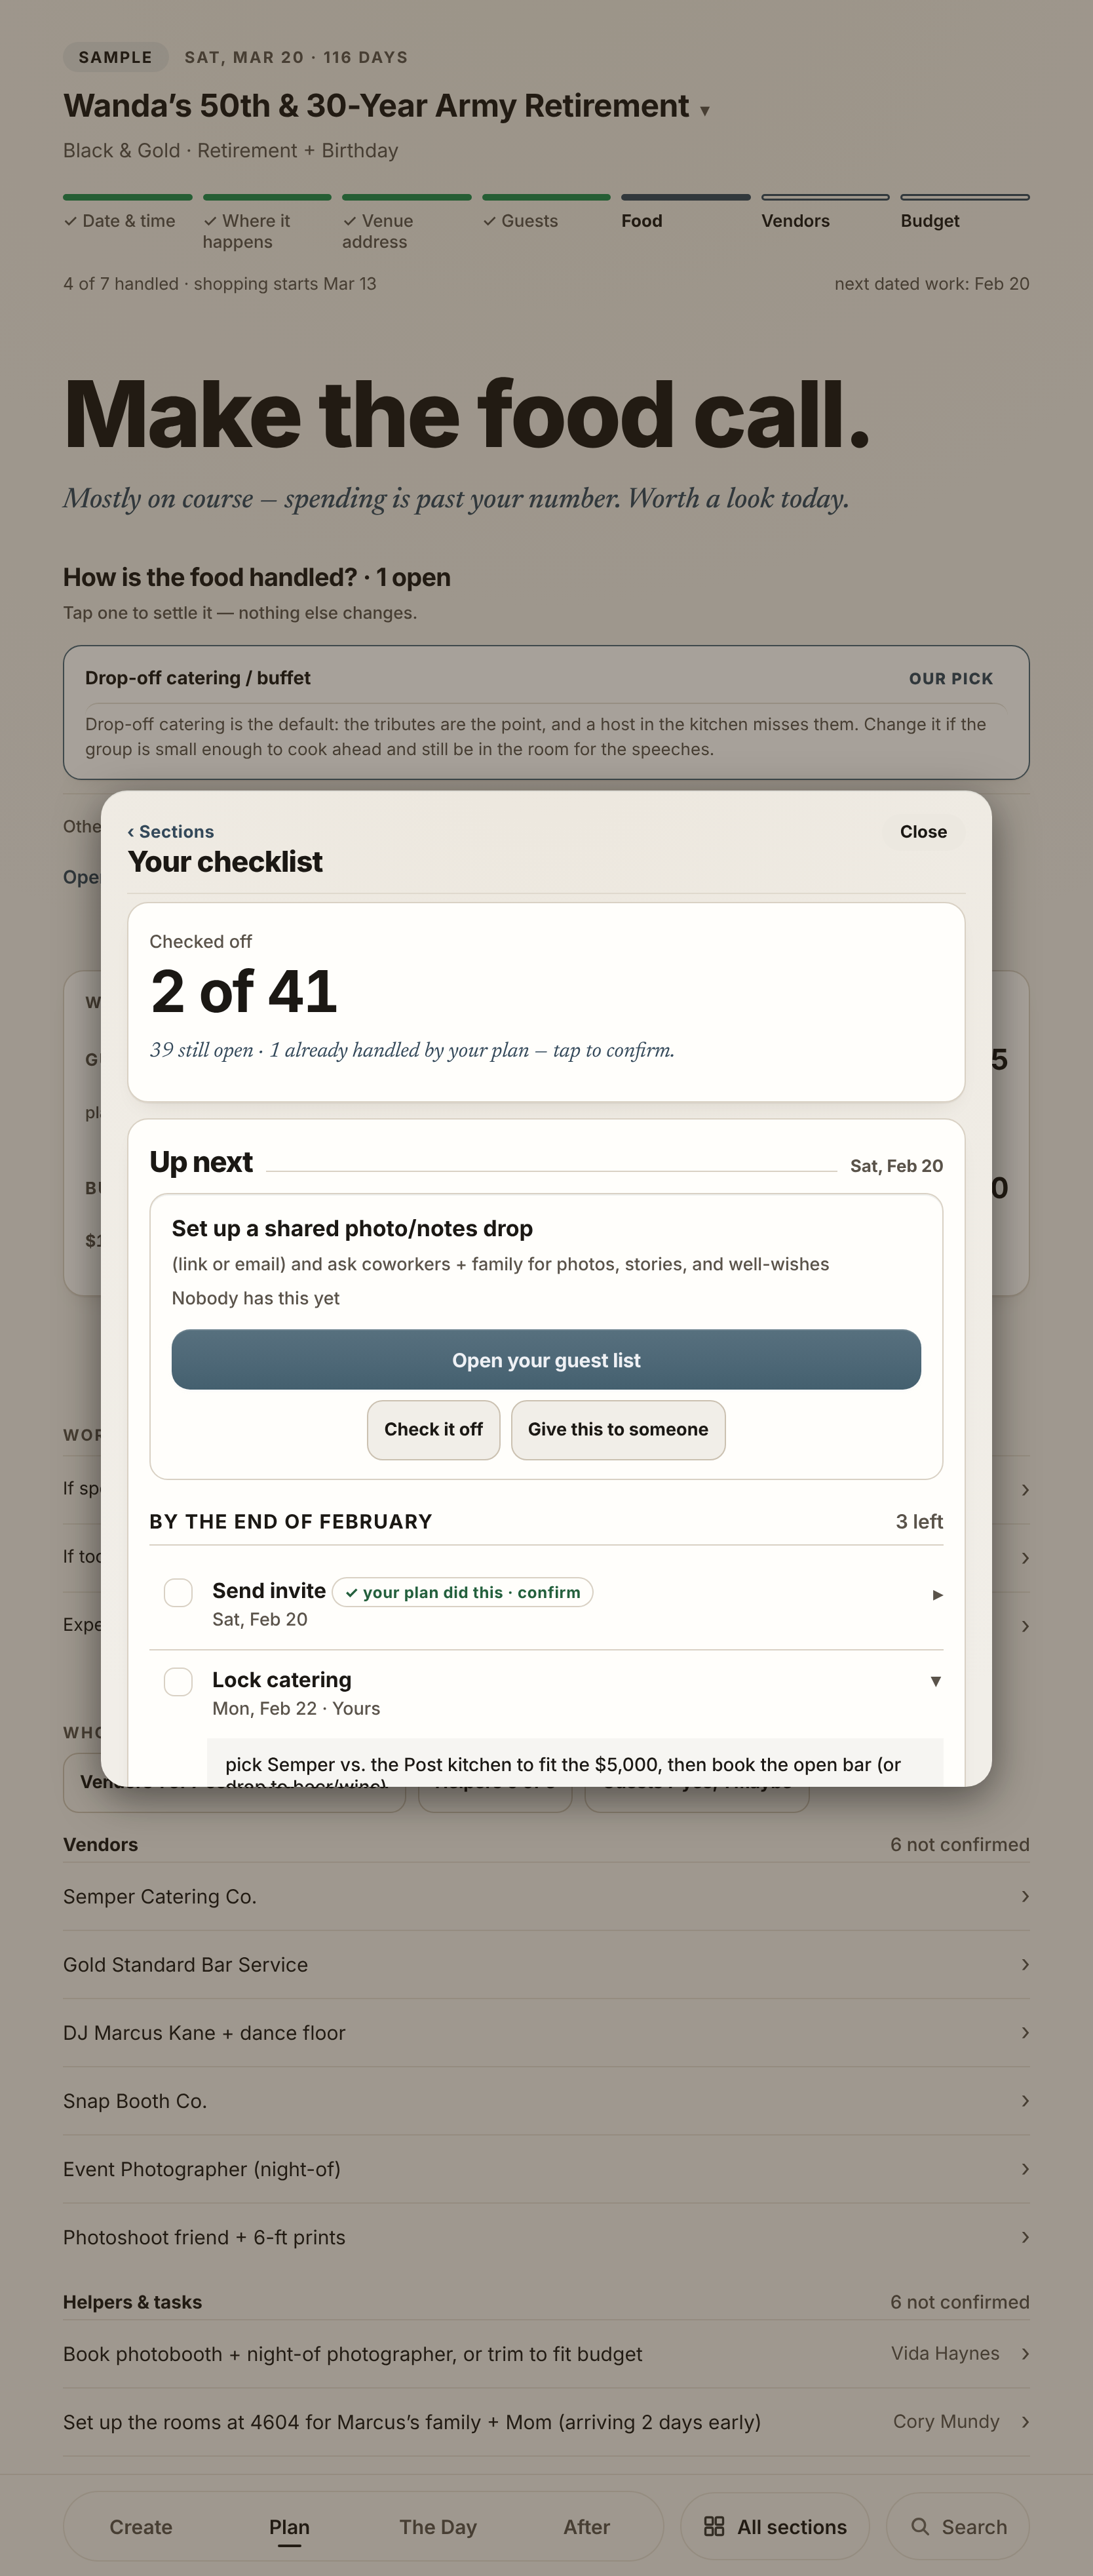 SAMPLE SAT, MAR 20 · 116 DAYS
Wanda’s 50th & 30-Year Army Retirement ▾
Black & Gold · Retirement + Birthday
✓ Date & time
✓ Where it
happens
✓ Venue
address
✓ Guests
Food
Vendors
Budget
4 of 7 handled · shopping starts Mar 13
next dated work: Feb 20
Make the food call.
Mostly on course — spending is past your number. Worth a look today.
How is the food handled? · 1 open
Tap one to settle it — nothing else changes.
Drop-off catering / buffet
OUR PICK
Drop-off catering is the default: the tributes are the point, and a host in the kitchen misses them. Change it if the
group is small enough to cook ahead and still be in the room for the speeches.
‹ Sections
Close
Your checklist
Checked off
2 of 41
39 still open · 1 already handled by your plan — tap to confirm.
Up next
Sat, Feb 20
Set up a shared photo/notes drop
(link or email) and ask coworkers + family for photos, stories, and well-wishes
Nobody has this yet
Open your guest list
Check it off
Give this to someone
BY THE END OF FEBRUARY
3 left
Send invite ✓ your plan did this · confirm ▸
Sat, Feb 20
Lock catering ▾
Mon, Feb 22 · Yours
pick Semper vs. the Post kitchen to fit the $5,000, then book the open bar (or
drop to beer/wine)
Vendors
6 not confirmed
Semper Catering Co. ›
Gold Standard Bar Service ›
DJ Marcus Kane + dance floor ›
Snap Booth Co. ›
Event Photographer (night-of) ›
Photoshoot friend + 6-ft prints ›
Helpers & tasks
6 not confirmed
Book photobooth + night-of photographer, or trim to fit budget
Vida Haynes ›
Set up the rooms at 4604 for Marcus’s family + Mom (arriving 2 days early)
Cory Mundy ›
Create
Plan
The Day
After
All sections
Search